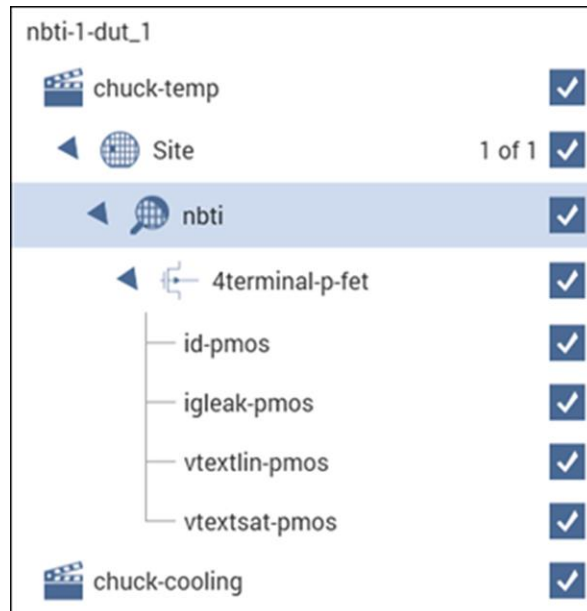 nbti-1-dut_1
chuck-temp
Site 1 of 1
nbti
4terminal-p-fet
id-pmos
igleak-pmos
vtextlin-pmos
vtextsat-pmos
chuck-cooling